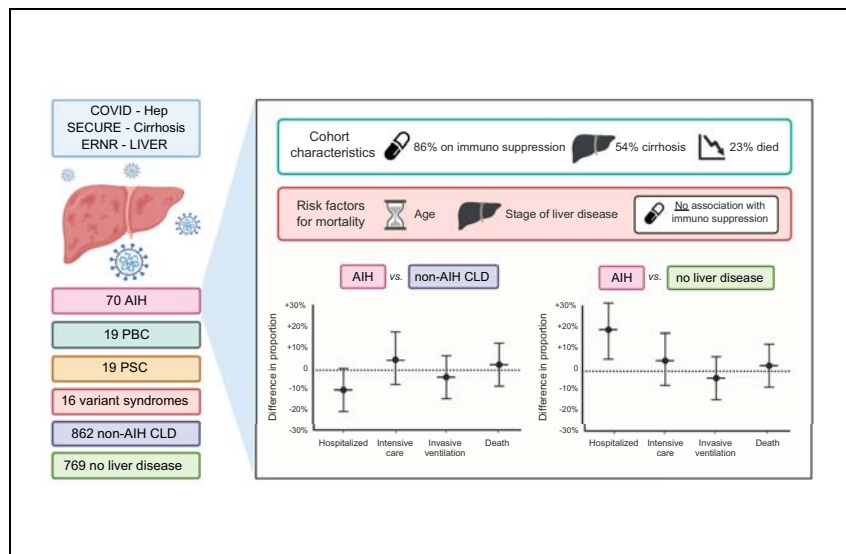 COVID - Hep
SECURE - Cirrhosis
ERNR - LIVER
70 AIH
19 PBC
19 PSC
16 variant syndromes
862 non-AIH CLD
769 no liver disease
Cohort
characteristics
86% on immuno suppression
54% cirrhosis
23% died
Risk factors
for mortality
Age
Stage of liver disease
No association with
immuno suppression
AIH vs. non-AIH CLD
Difference in proportion
+30%
+20%
+10%
0
-10%
-20%
-30%
Hospitalized
Intensive
care
Invasive
ventilation
Death
AIH vs. no liver disease
Difference in proportion
+30%
+20%
+10%
0
-10%
-20%
-30%
Hospitalized
Intensive
care
Invasive
ventilation
Death